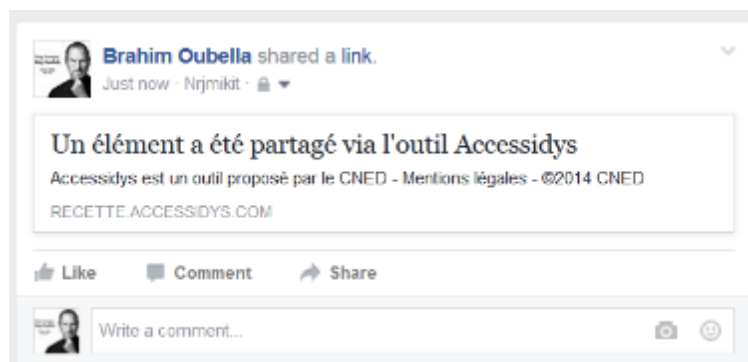 Brahim Oubella shared a link.
Just now · Nrjmikit ·
Un élément a été partagé via l'outil Accessidys
Accessidys est un outil proposé par le CNED - Mentions légales - ©2014 CNED
RECETTE.ACCESSIDYS.COM
Like Comment Share
Write a comment...